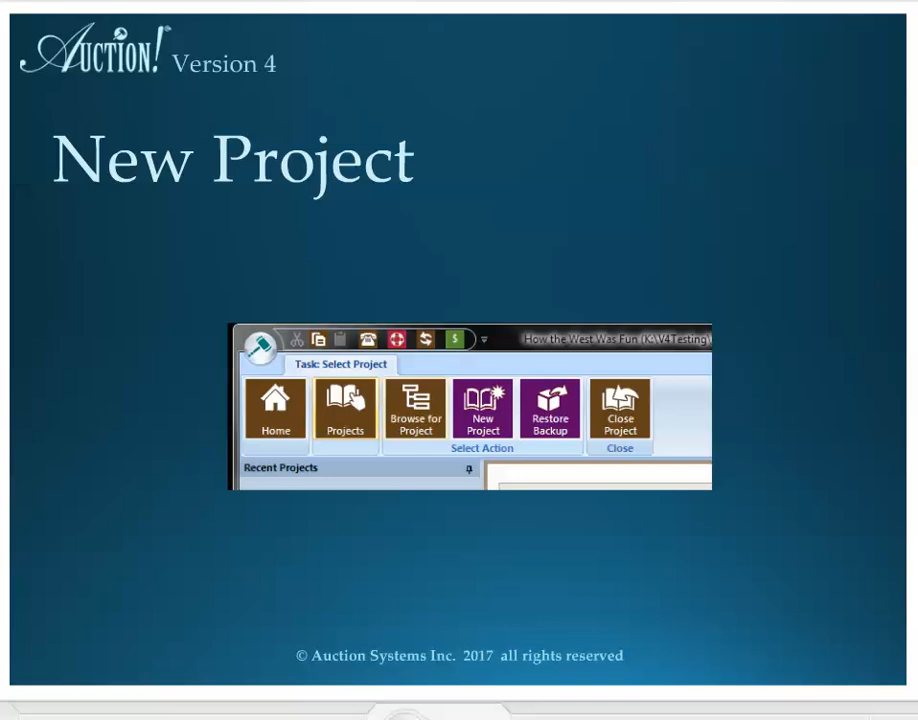 AUCTION!® Version 4
New Project
$
How the West Was Fun (K:\V4Testing\
Task: Select Project
Home
Projects
Browse for
Project
New
Project
Restore
Backup
Close
Project
Select Action
Close
Recent Projects
© Auction Systems Inc. 2017 all rights reserved